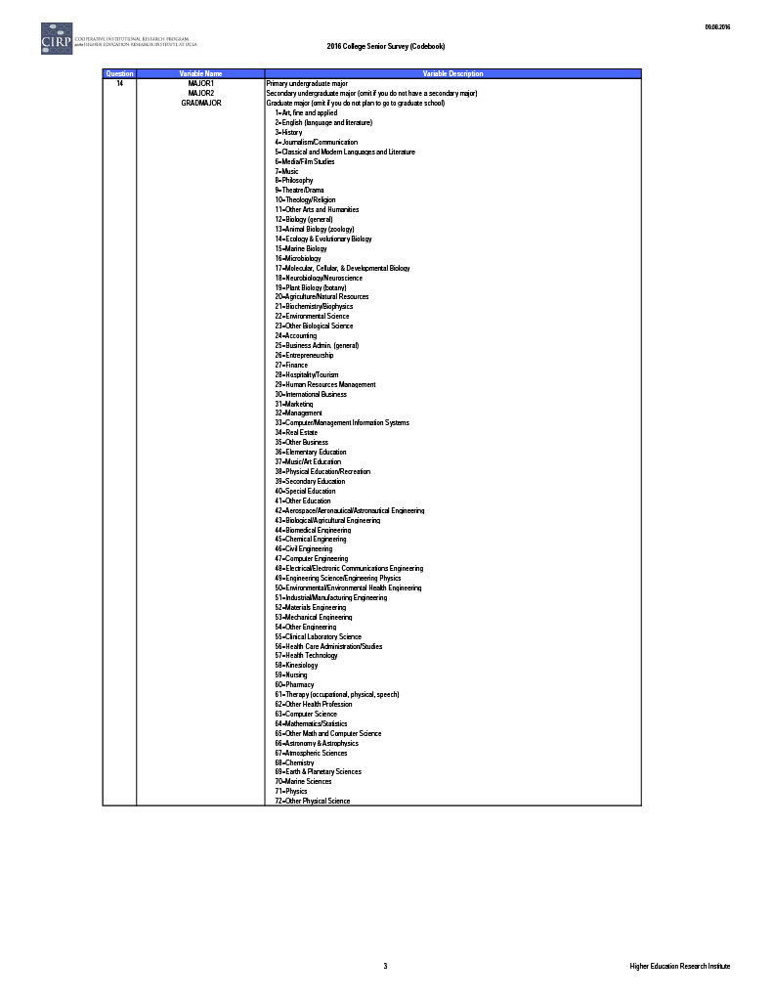 09.08.2016
CIRP
COOPERATIVE INSTITUTIONAL RESEARCH PROGRAM
at the HIGHER EDUCATION RESEARCH INSTITUTE AT UCLA
2016 College Senior Survey (Codebook)
Question Variable Name Variable Description
14 MAJOR1 Primary undergraduate major
MAJOR2 Secondary undergraduate major (omit if you do not have a secondary major)
GRADMAJOR Graduate major (omit if you do not plan to go to graduate school)
1=Art, fine and applied
2=English (language and literature)
3=History
4=Journalism/Communication
5=Classical and Modern Languages and Literature
6=Media/Film Studies
7=Music
8=Philosophy
9=Theatre/Drama
10=Theology/Religion
11=Other Arts and Humanities
12=Biology (general)
13=Animal Biology (zoology)
14=Ecology & Evolutionary Biology
15=Marine Biology
16=Microbiology
17=Molecular, Cellular, & Developmental Biology
18=Neurobiology/Neuroscience
19=Plant Biology (botany)
20=Agriculture/Natural Resources
21=Biochemistry/Biophysics
22=Environmental Science
23=Other Biological Science
24=Accounting
25=Business Admin. (general)
26=Entrepreneurship
27=Finance
28=Hospitality/Tourism
29=Human Resources Management
30=International Business
31=Marketing
32=Management
33=Computer/Management Information Systems
34=Real Estate
35=Other Business
36=Elementary Education
37=Music/Art Education
38=Physical Education/Recreation
39=Secondary Education
40=Special Education
41=Other Education
42=Aerospace/Aeronautical/Astronautical Engineering
43=Biological/Agricultural Engineering
44=Biomedical Engineering
45=Chemical Engineering
46=Civil Engineering
47=Computer Engineering
48=Electrical/Electronic Communications Engineering
49=Engineering Science/Engineering Physics
50=Environmental/Environmental Health Engineering
51=Industrial/Manufacturing Engineering
52=Materials Engineering
53=Mechanical Engineering
54=Other Engineering
55=Clinical Laboratory Science
56=Health Care Administration/Studies
57=Health Technology
58=Kinesiology
59=Nursing
60=Pharmacy
61=Therapy (occupational, physical, speech)
62=Other Health Profession
63=Computer Science
64=Mathematics/Statistics
65=Other Math and Computer Science
66=Astronomy & Astrophysics
67=Atmospheric Sciences
68=Chemistry
69=Earth & Planetary Sciences
70=Marine Sciences
71=Physics
72=Other Physical Science
3 Higher Education Research Institute